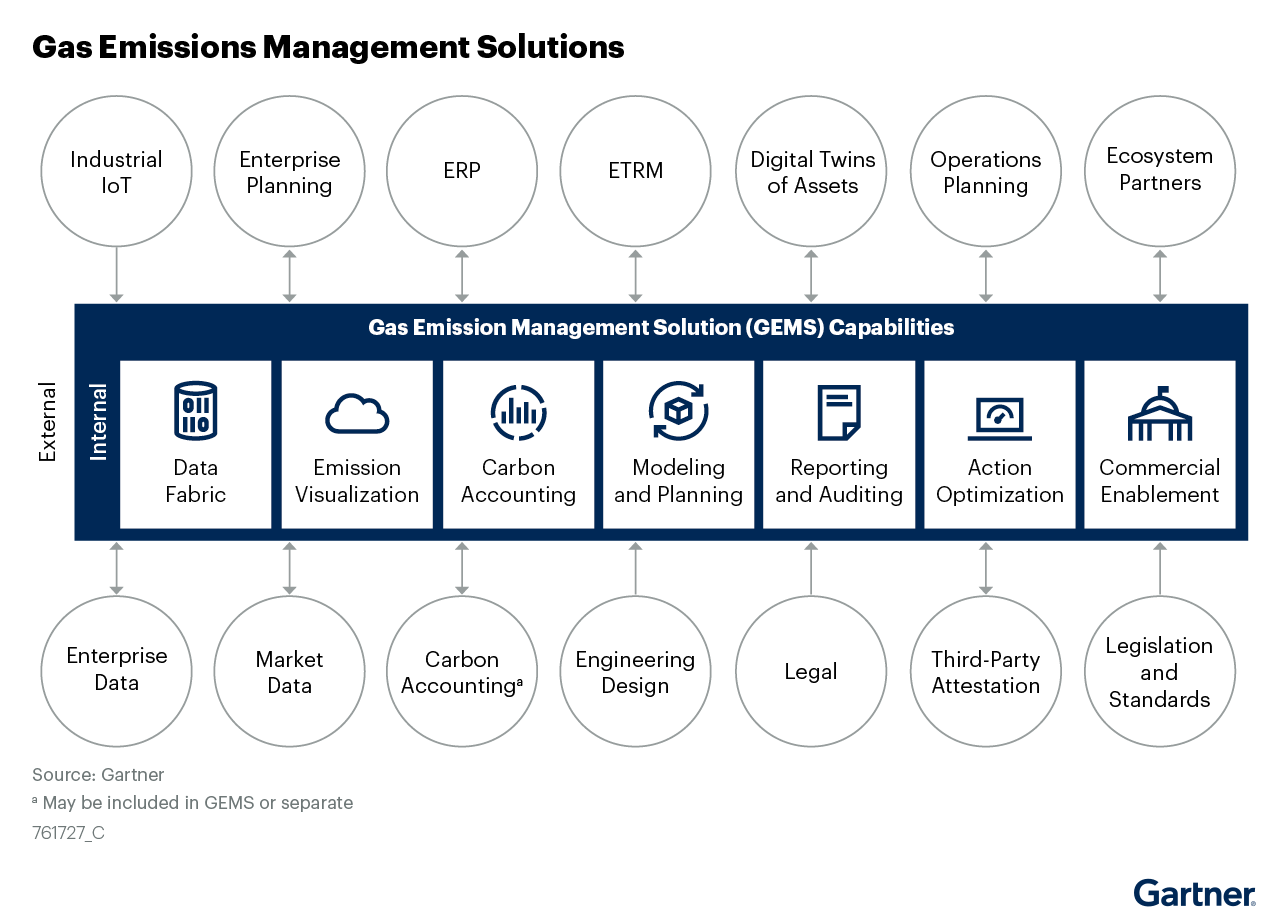 Gas Emissions Management Solutions
Industrial
IoT
Enterprise
Planning
ERP
ETRM
Digital Twins
of Assets
Operations
Planning
Ecosystem
Partners
External
Internal
Gas Emission Management Solution (GEMS) Capabilities
Data
Fabric
Emission
Visualization
Carbon
Accounting
Modeling
and Planning
Reporting
and Auditing
Action
Optimization
Commercial
Enablement
Enterprise
Data
Market
Data
Carbon
Accountingᵃ
Engineering
Design
Legal
Third-Party
Attestation
Legislation
and
Standards
Source: Gartner
ᵃ May be included in GEMS or separate
761727_C
Gartner®